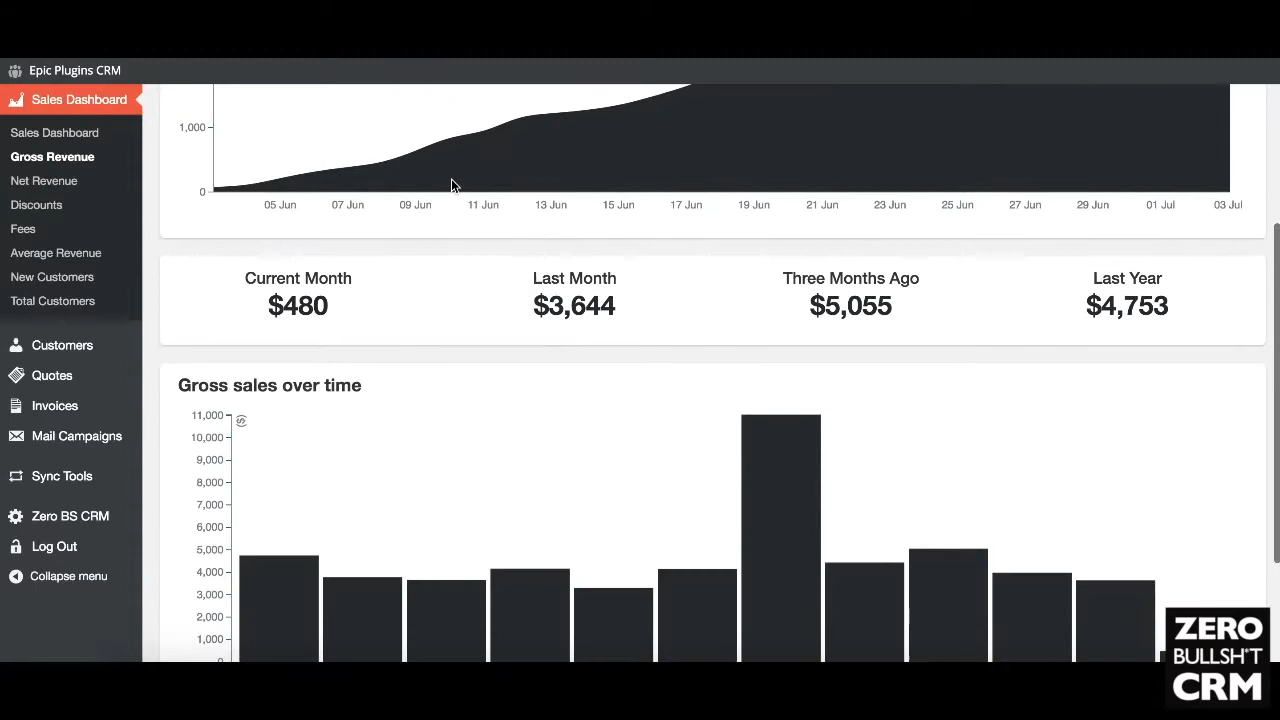 Epic Plugins CRM
Sales Dashboard
Sales Dashboard
Gross Revenue
Net Revenue
Discounts
Fees
Average Revenue
New Customers
Total Customers
Customers
Quotes
Invoices
Mail Campaigns
Sync Tools
Zero BS CRM
Log Out
Collapse menu
1,000
0
05 Jun 07 Jun 09 Jun 11 Jun 13 Jun 15 Jun 17 Jun 19 Jun 21 Jun 23 Jun 25 Jun 27 Jun 29 Jun 01 Jul 03 Jul
Current Month Last Month Three Months Ago Last Year
$480 $3,644 $5,055 $4,753
Gross sales over time
($)
11,000
10,000
9,000
8,000
7,000
6,000
5,000
4,000
3,000
2,000
1,000
0
ZERO
BULLSH*T
CRM